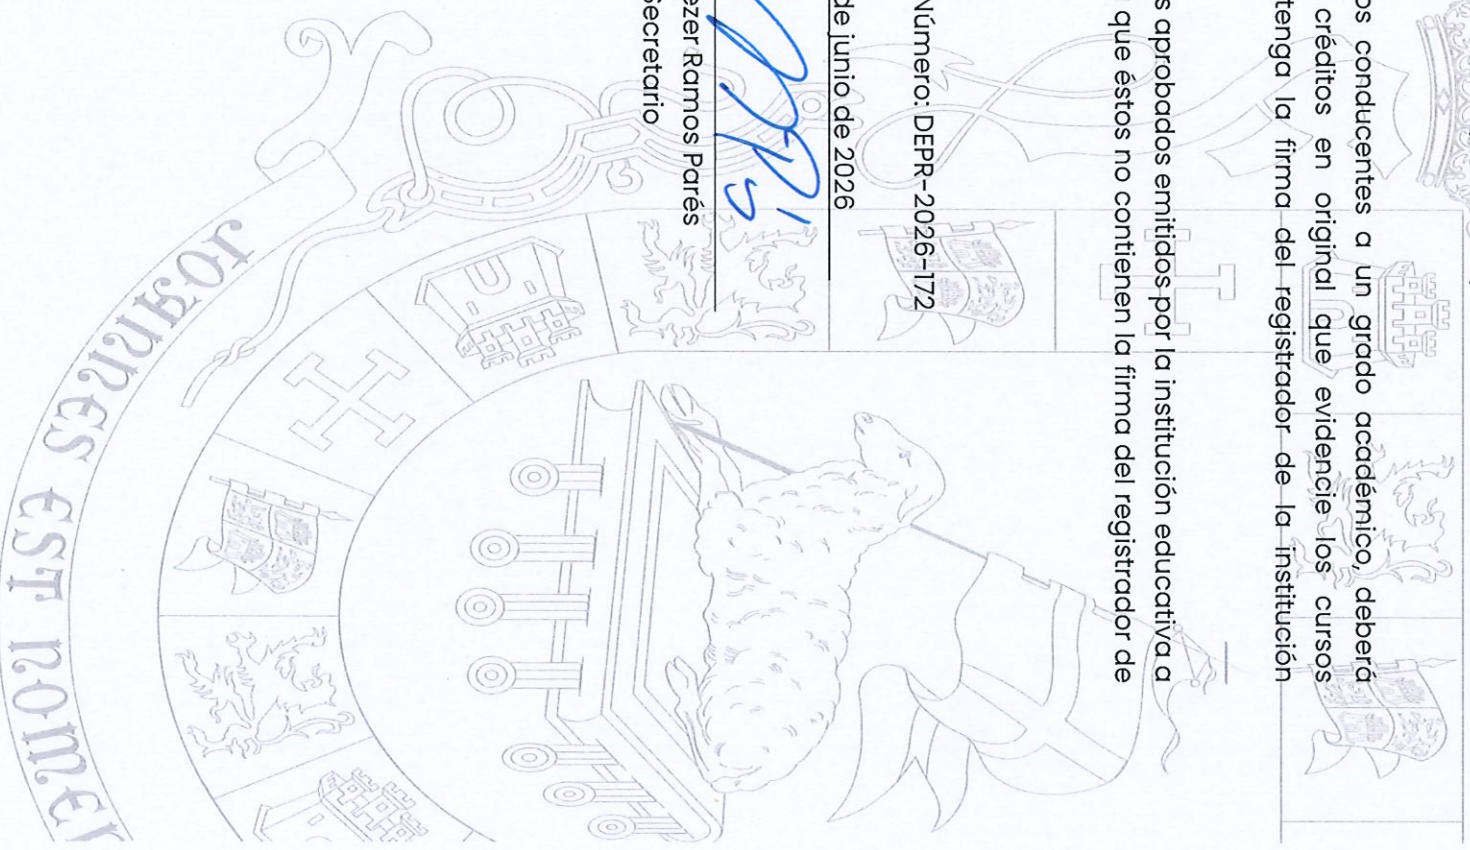 os conducentes a un grado académico, deberá
créditos en original que evidencie los cursos
tenga la firma del registrador de la institución
s aprobados emitidos por la institución educativa a
que éstos no contienen la firma del registrador de
Número: DEPR-2026-172
de junio de 2026
ezer Ramos Parés
Secretario
JOANNES EST NOMEN